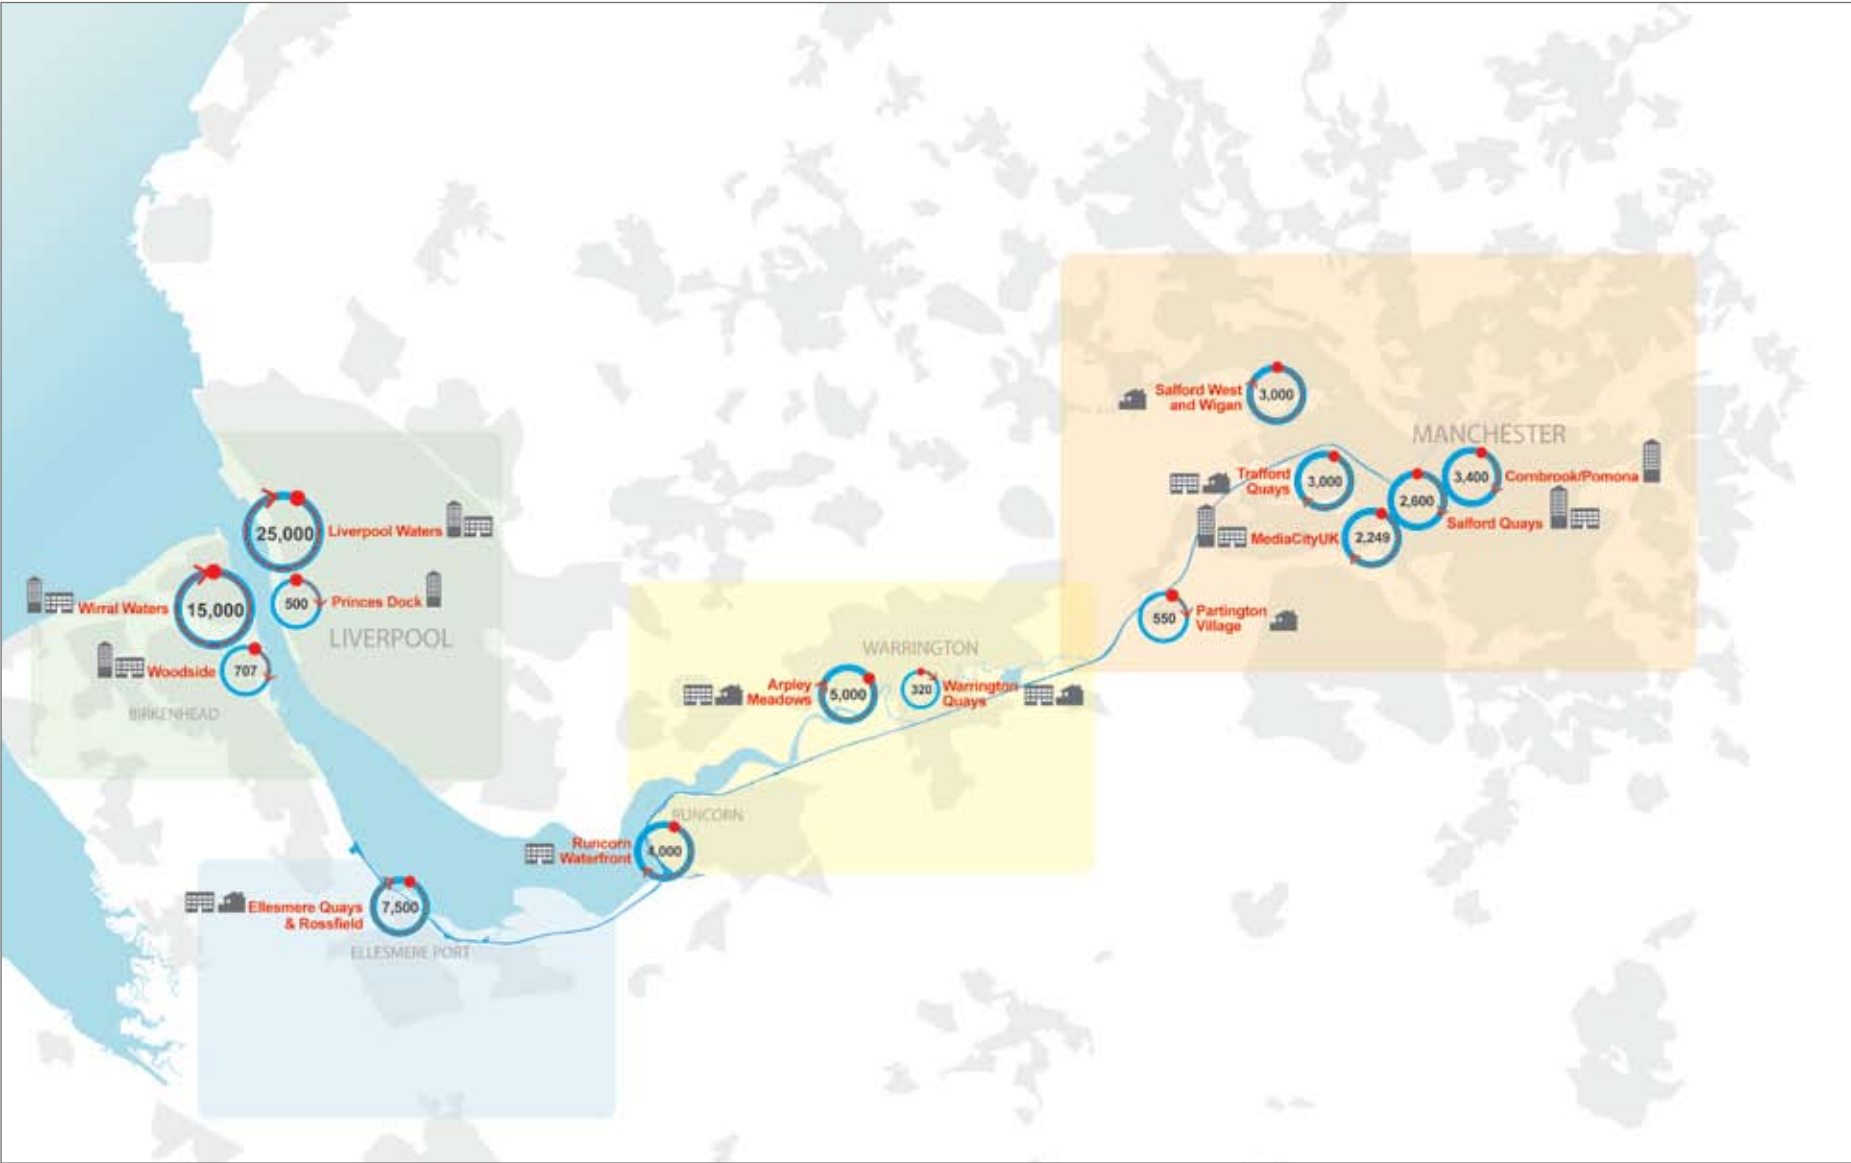 3,000
Salford West
and Wigan
MANCHESTER
Trafford
Quays
3,000
3,400
Cornbrook/Pomona
2,600
Salford Quays
MediaCityUK
2,249
25,000
Liverpool Waters
Wirral Waters
15,000
500
Princes Dock
LIVERPOOL
550
Partington
Village
Woodside
707
BIRKENHEAD
WARRINGTON
Arpley
Meadows
5,000
320
Warrington
Quays
RUNCORN
Runcorn
Waterfront
4,000
Ellesmere Quays
& Rossfield
7,500
ELLESMERE PORT